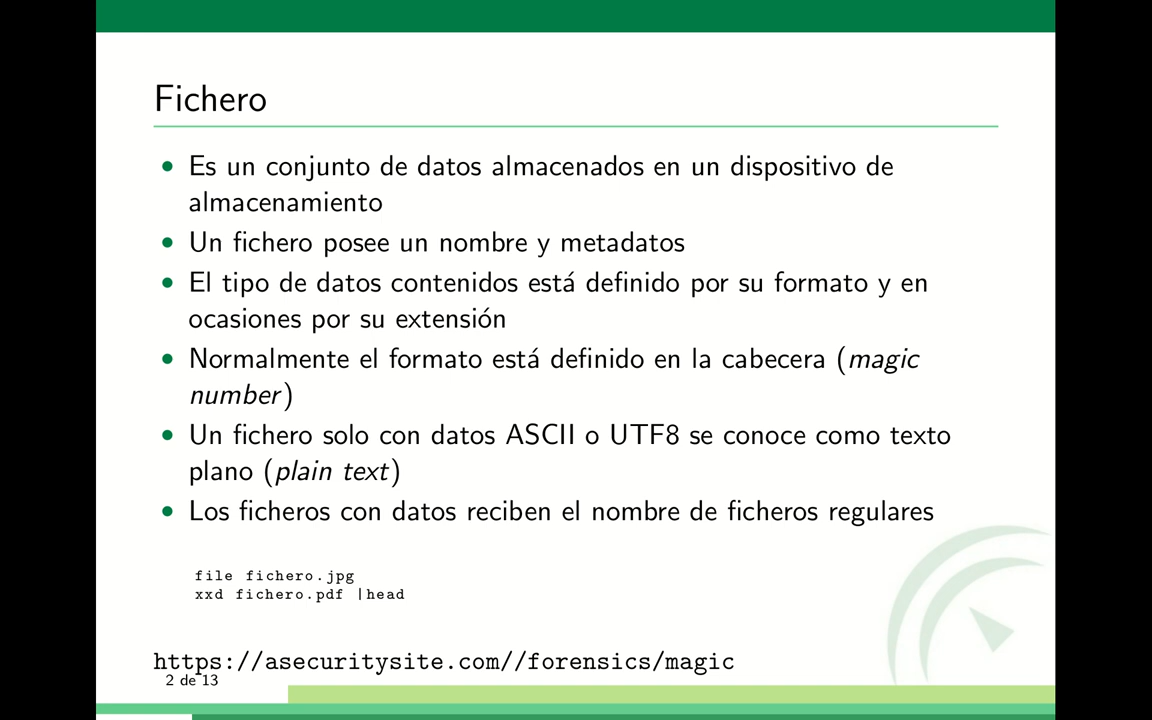 Fichero
Es un conjunto de datos almacenados en un dispositivo de
almacenamiento
Un fichero posee un nombre y metadatos
El tipo de datos contenidos está definido por su formato y en
ocasiones por su extensión
Normalmente el formato está definido en la cabecera (magic
number)
Un fichero solo con datos ASCII o UTF8 se conoce como texto
plano (plain text)
Los ficheros con datos reciben el nombre de ficheros regulares
file fichero.jpg
xxd fichero.pdf |head
https://asecuritysite.com//forensics/magic
2 de 13